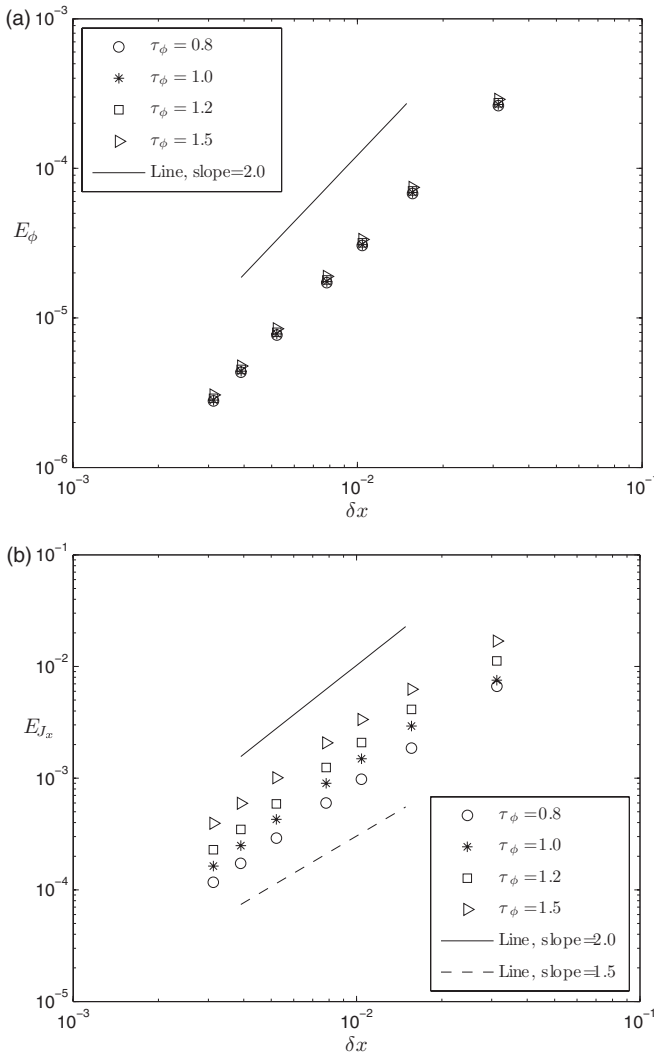 (a)
10⁻³
τ_ϕ = 0.8
τ_ϕ = 1.0
τ_ϕ = 1.2
τ_ϕ = 1.5
Line, slope=2.0
10⁻⁴
E_ϕ
10⁻⁵
10⁻⁶
10⁻³ 10⁻² 10⁻¹
δx
(b)
10⁻¹
10⁻²
E_{J_x}
10⁻³
τ_ϕ = 0.8
τ_ϕ = 1.0
10⁻⁴
τ_ϕ = 1.2
τ_ϕ = 1.5
Line, slope=2.0
Line, slope=1.5
10⁻⁵
10⁻³ 10⁻² 10⁻¹
δx